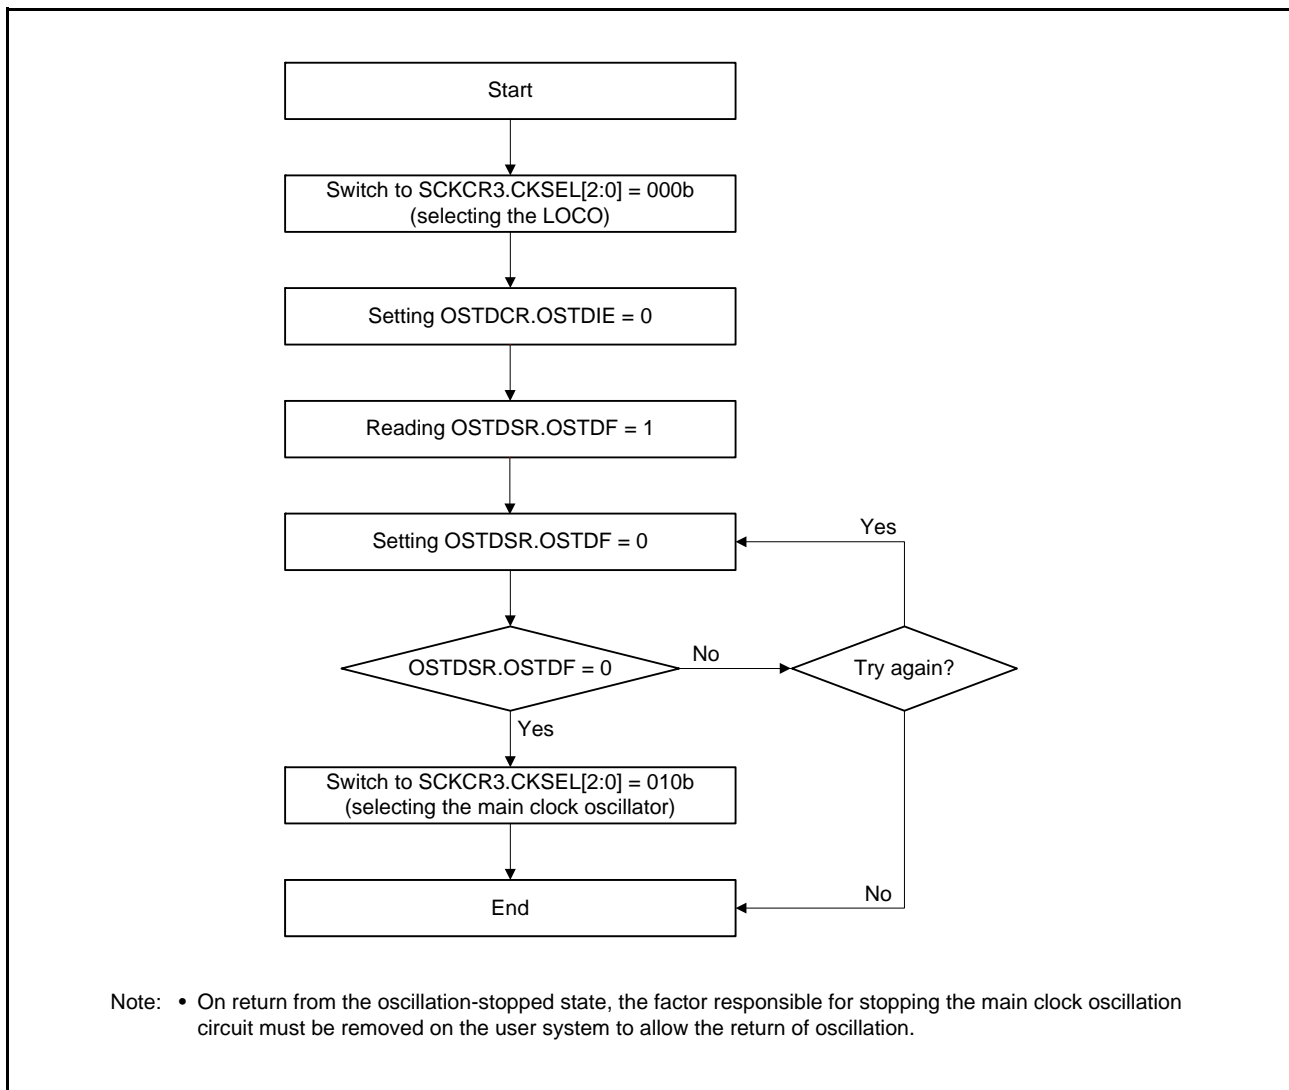 Start
Switch to SCKCR3.CKSEL[2:0] = 000b
(selecting the LOCO)
Setting OSTDCR.OSTDIE = 0
Reading OSTDSR.OSTDF = 1
Setting OSTDSR.OSTDF = 0
Yes
OSTDSR.OSTDF = 0
No
Try again?
Yes
Switch to SCKCR3.CKSEL[2:0] = 010b
(selecting the main clock oscillator)
No
End
Note: • On return from the oscillation-stopped state, the factor responsible for stopping the main clock oscillation
circuit must be removed on the user system to allow the return of oscillation.